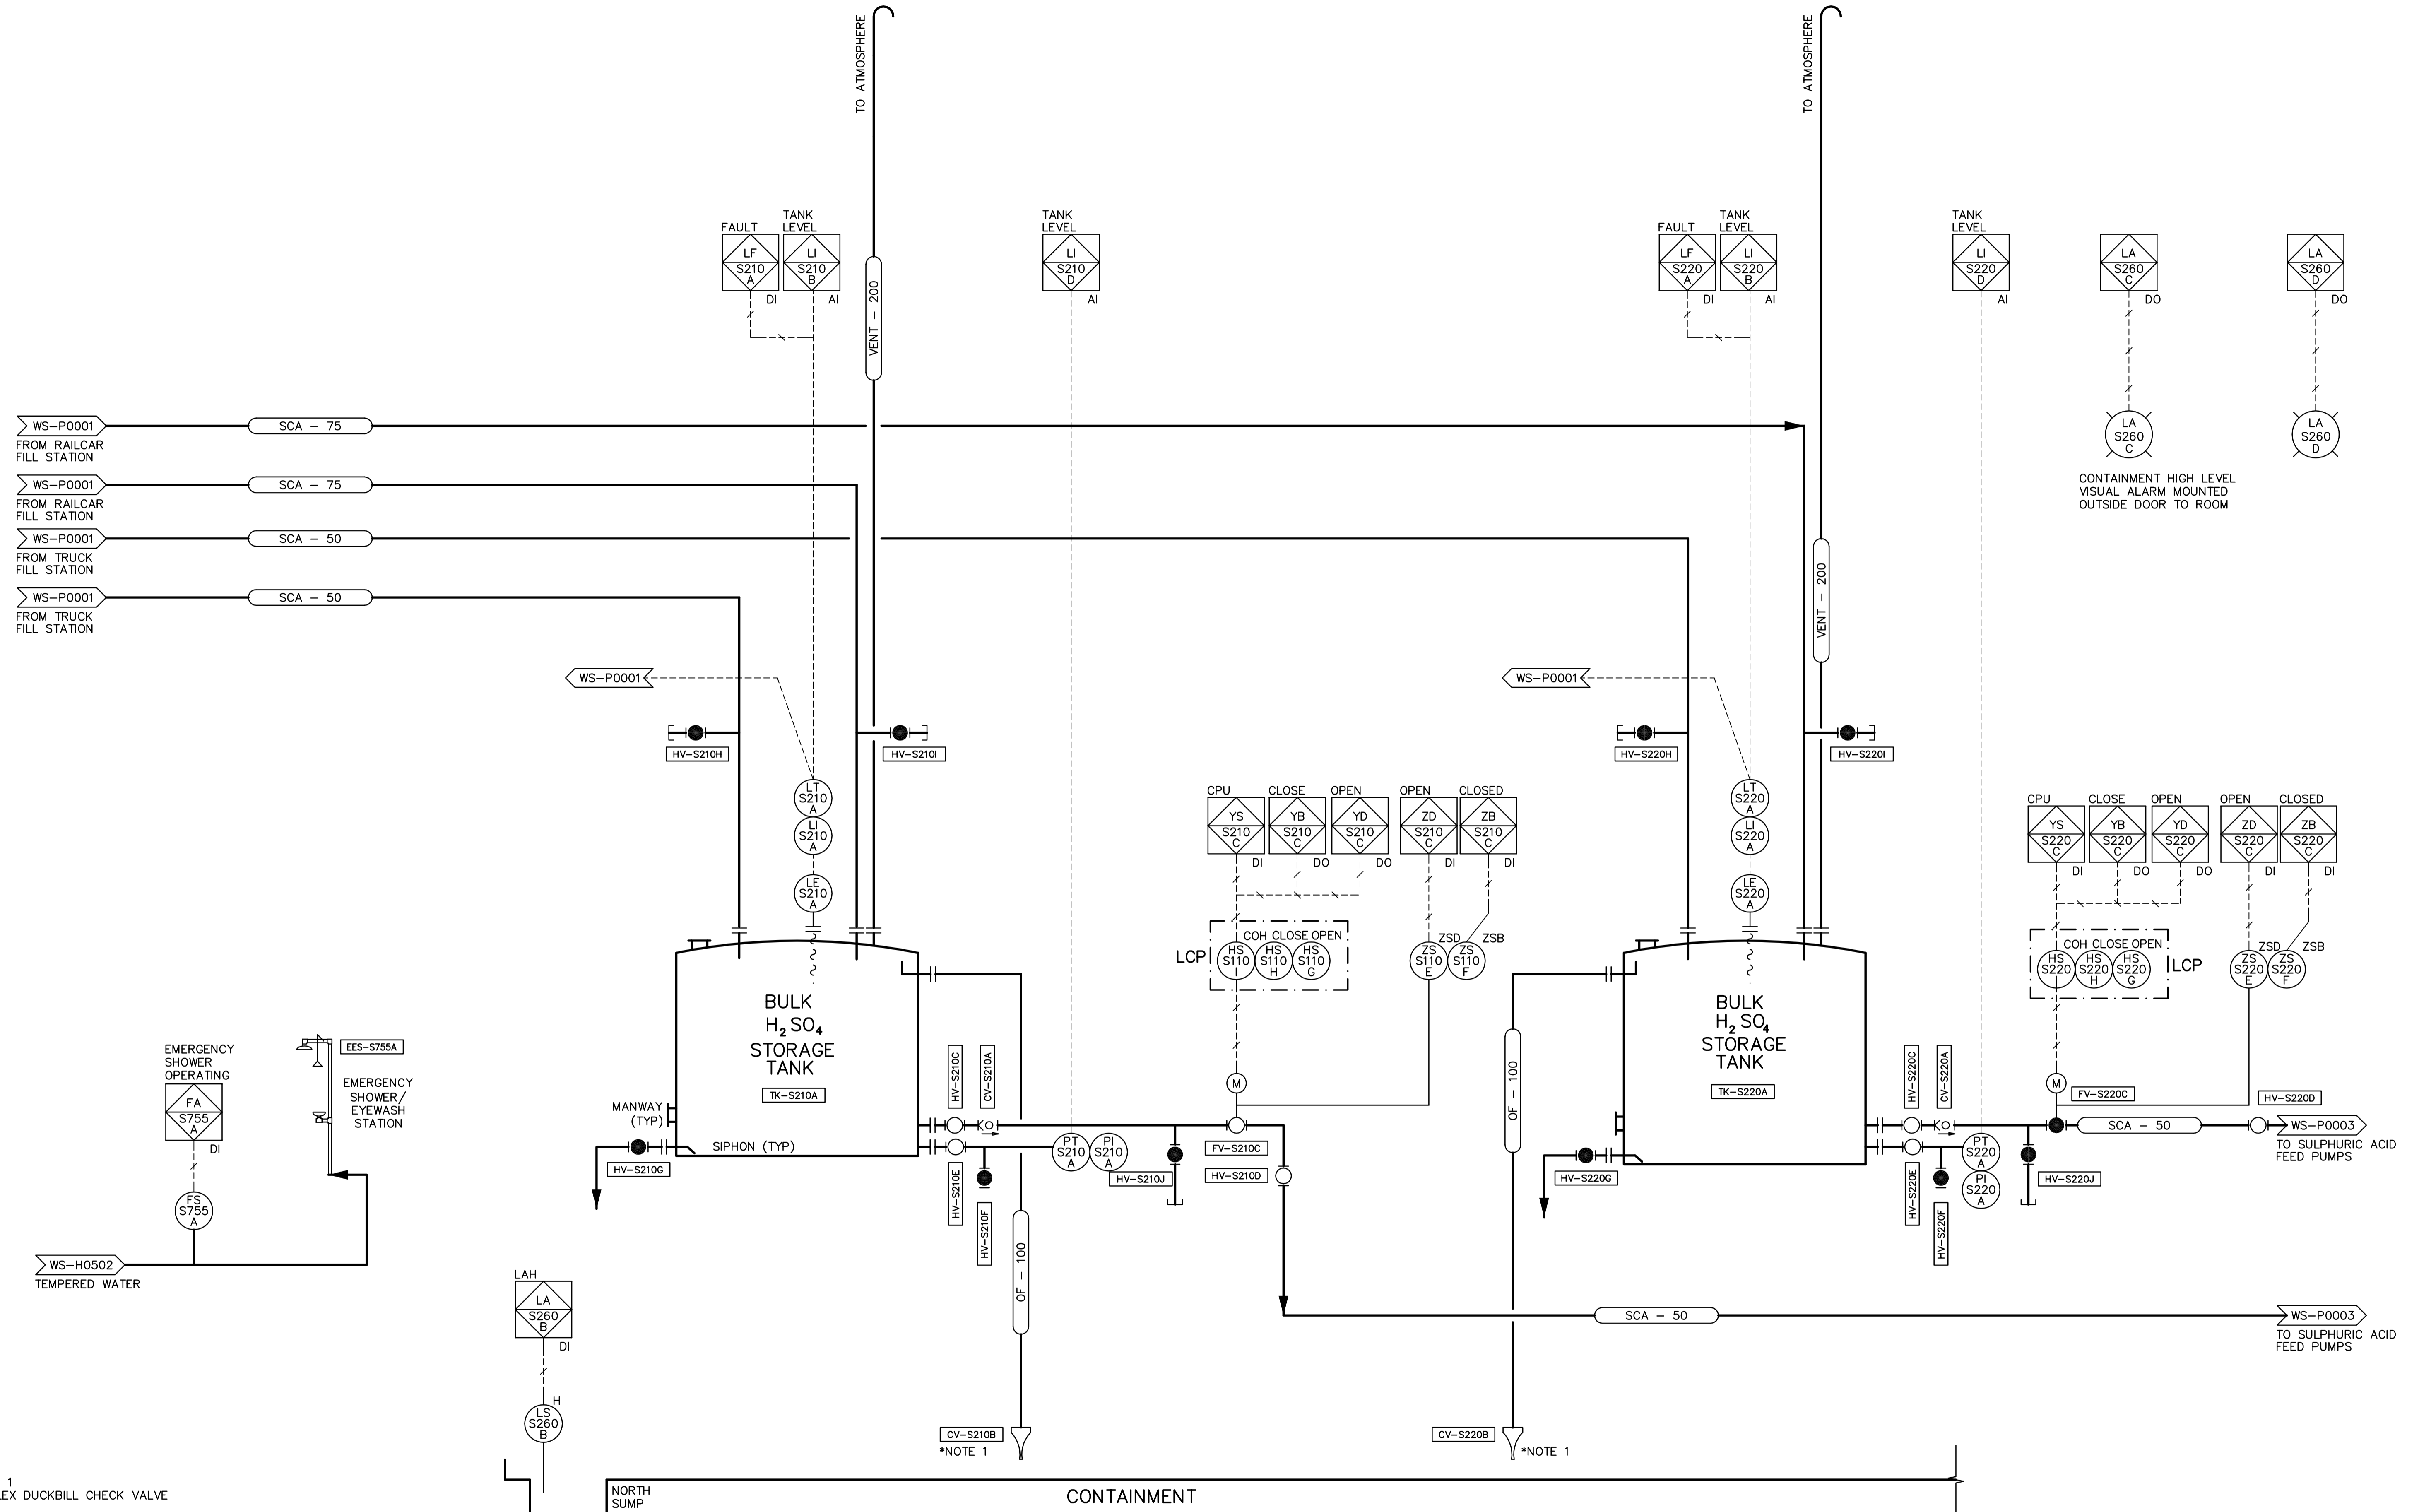 TO ATMOSPHERE
TO ATMOSPHERE
FAULT
LF
S210
A
DI
TANK
LEVEL
LI
S210
B
AI
VENT - 200
TANK
LEVEL
LI
S210
D
AI
FAULT
LF
S220
A
DI
TANK
LEVEL
LI
S220
B
AI
TANK
LEVEL
LI
S220
D
AI
LA
S260
C
DO
LA
S260
D
DO
LA
S260
C
LA
S260
D
CONTAINMENT HIGH LEVEL
VISUAL ALARM MOUNTED
OUTSIDE DOOR TO ROOM
WS-P0001
SCA - 75
FROM RAILCAR
FILL STATION
WS-P0001
SCA - 75
FROM RAILCAR
FILL STATION
WS-P0001
SCA - 50
FROM TRUCK
FILL STATION
WS-P0001
SCA - 50
FROM TRUCK
FILL STATION
VENT - 200
WS-P0001
WS-P0001
HV-S210H
HV-S210I
HV-S220H
HV-S220I
LT
S210
A
LI
S210
A
LE
S210
A
LT
S220
A
LI
S220
A
LE
S220
A
CPU
YS
S210
C
DI
CLOSE
YB
S210
C
DO
OPEN
YD
S210
C
DO
OPEN
ZD
S210
C
DI
CLOSED
ZB
S210
C
DI
LCP
COH CLOSE OPEN
HS
S110
HS
S110
H
HS
S110
G
ZSD
ZS
S110
E
ZSB
ZS
S110
F
CPU
YS
S220
C
DI
CLOSE
YB
S220
C
DO
OPEN
YD
S220
C
DO
OPEN
ZD
S220
C
DI
CLOSED
ZB
S220
C
DI
COH CLOSE OPEN
HS
S220
HS
S220
H
HS
S220
G
LCP
ZSD
ZS
S220
E
ZSB
ZS
S220
F
BULK
H2SO4
STORAGE
TANK
TK-S210A
MANWAY
(TYP)
SIPHON (TYP)
HV-S210G
HV-S210C
CV-S210A
HV-S210E
HV-S210F
OF - 100
PT
S210
A
PI
S210
A
HV-S210J
M
FV-S210C
HV-S210D
OF - 100
BULK
H2SO4
STORAGE
TANK
TK-S220A
HV-S220G
HV-S220C
CV-S220A
HV-S220E
HV-S220F
PT
S220
A
PI
S220
A
HV-S220J
M
FV-S220C
SCA - 50
HV-S220D
WS-P0003
TO SULPHURIC ACID
FEED PUMPS
SCA - 50
WS-P0003
TO SULPHURIC ACID
FEED PUMPS
EMERGENCY
SHOWER
OPERATING
FA
S755
A
DI
FS
S755
A
EES-S755A
EMERGENCY
SHOWER/
EYEWASH
STATION
WS-H0502
TEMPERED WATER
LAH
LA
S260
B
DI
H
LS
S260
B
CV-S210B
*NOTE 1
CV-S220B
*NOTE 1
1
EX DUCKBILL CHECK VALVE
NORTH
SUMP
CONTAINMENT